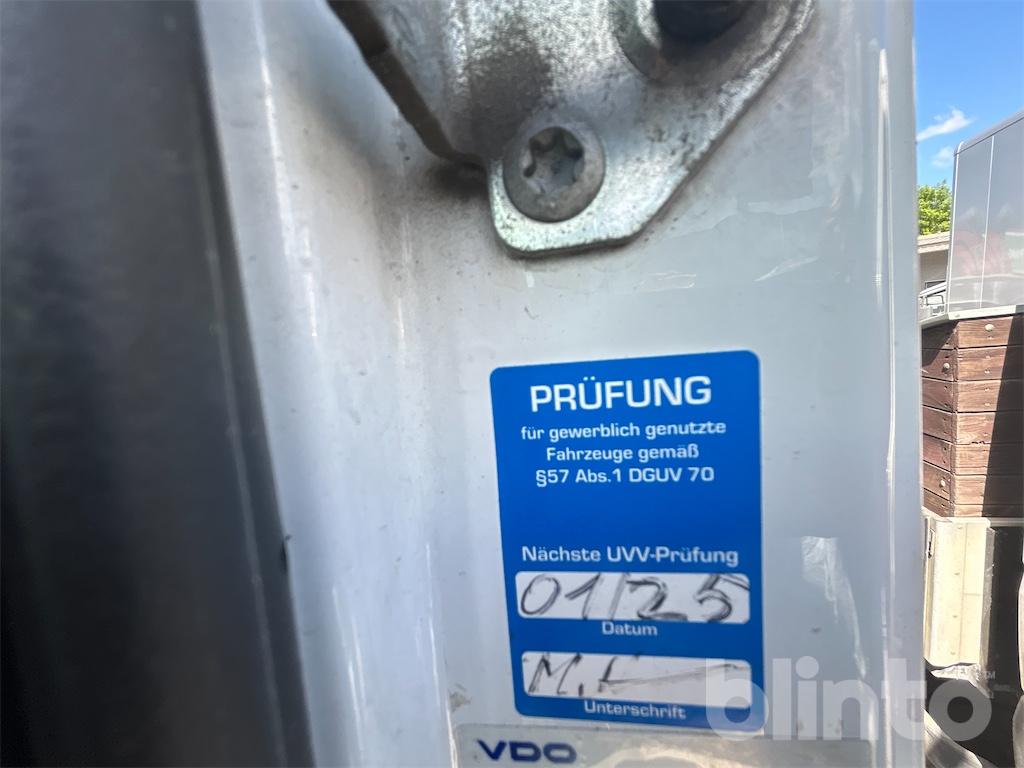 PRÜFUNG
für gewerblich genutzte
Fahrzeuge gemäß
§57 Abs.1 DGUV 70
Nächste UVV-Prüfung
01/25
Datum
Unterschrift
VDO
blinto